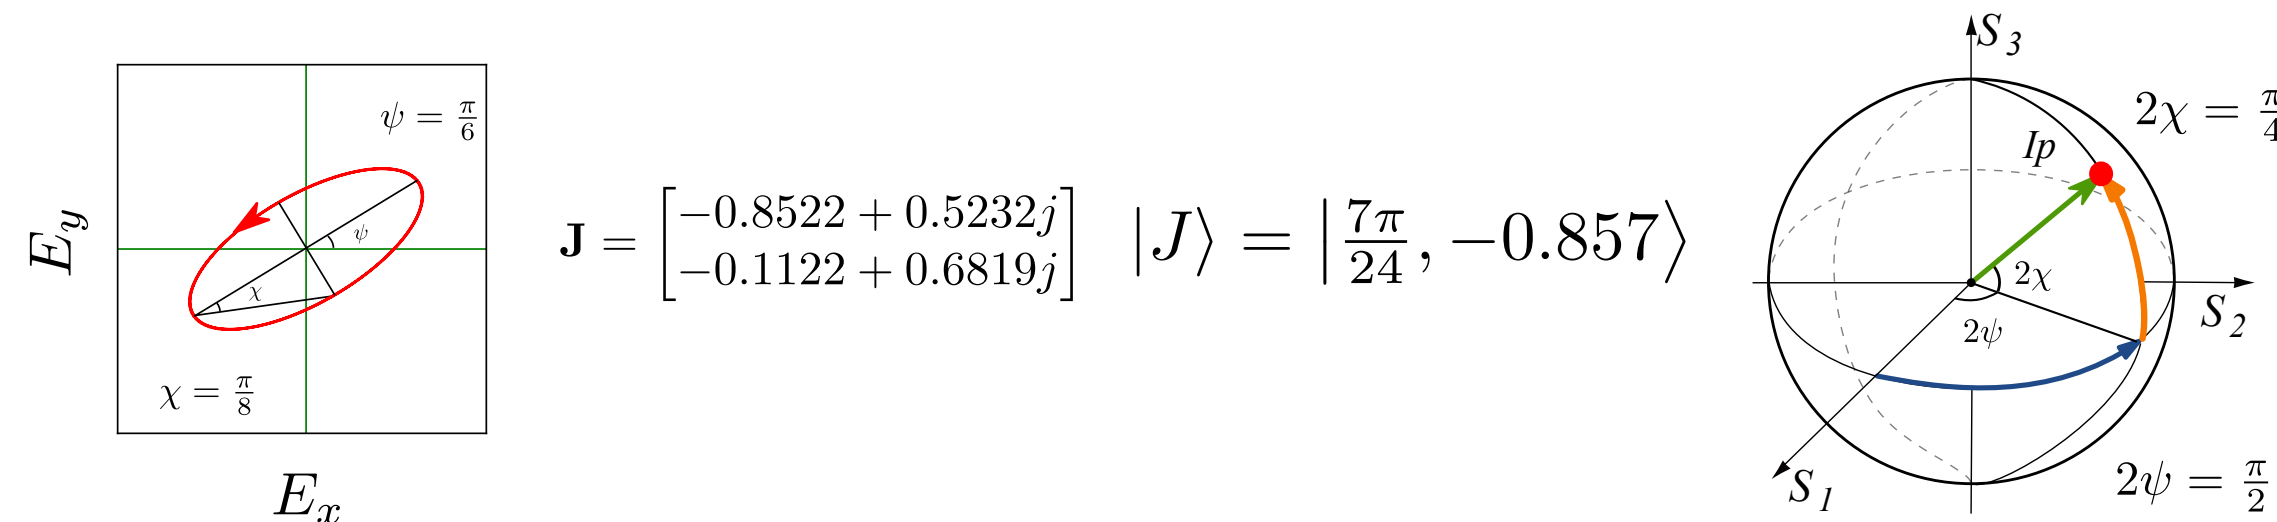 E_y
ψ = π/6
ψ
χ
χ = π/8
E_x
J = [−0.8522 + 0.5232j
−0.1122 + 0.6819j]
|J⟩ = |7π/24, −0.857⟩
S_3
2χ = π/4
Ip
2χ
2ψ
S_2
S_1
2ψ = π/2